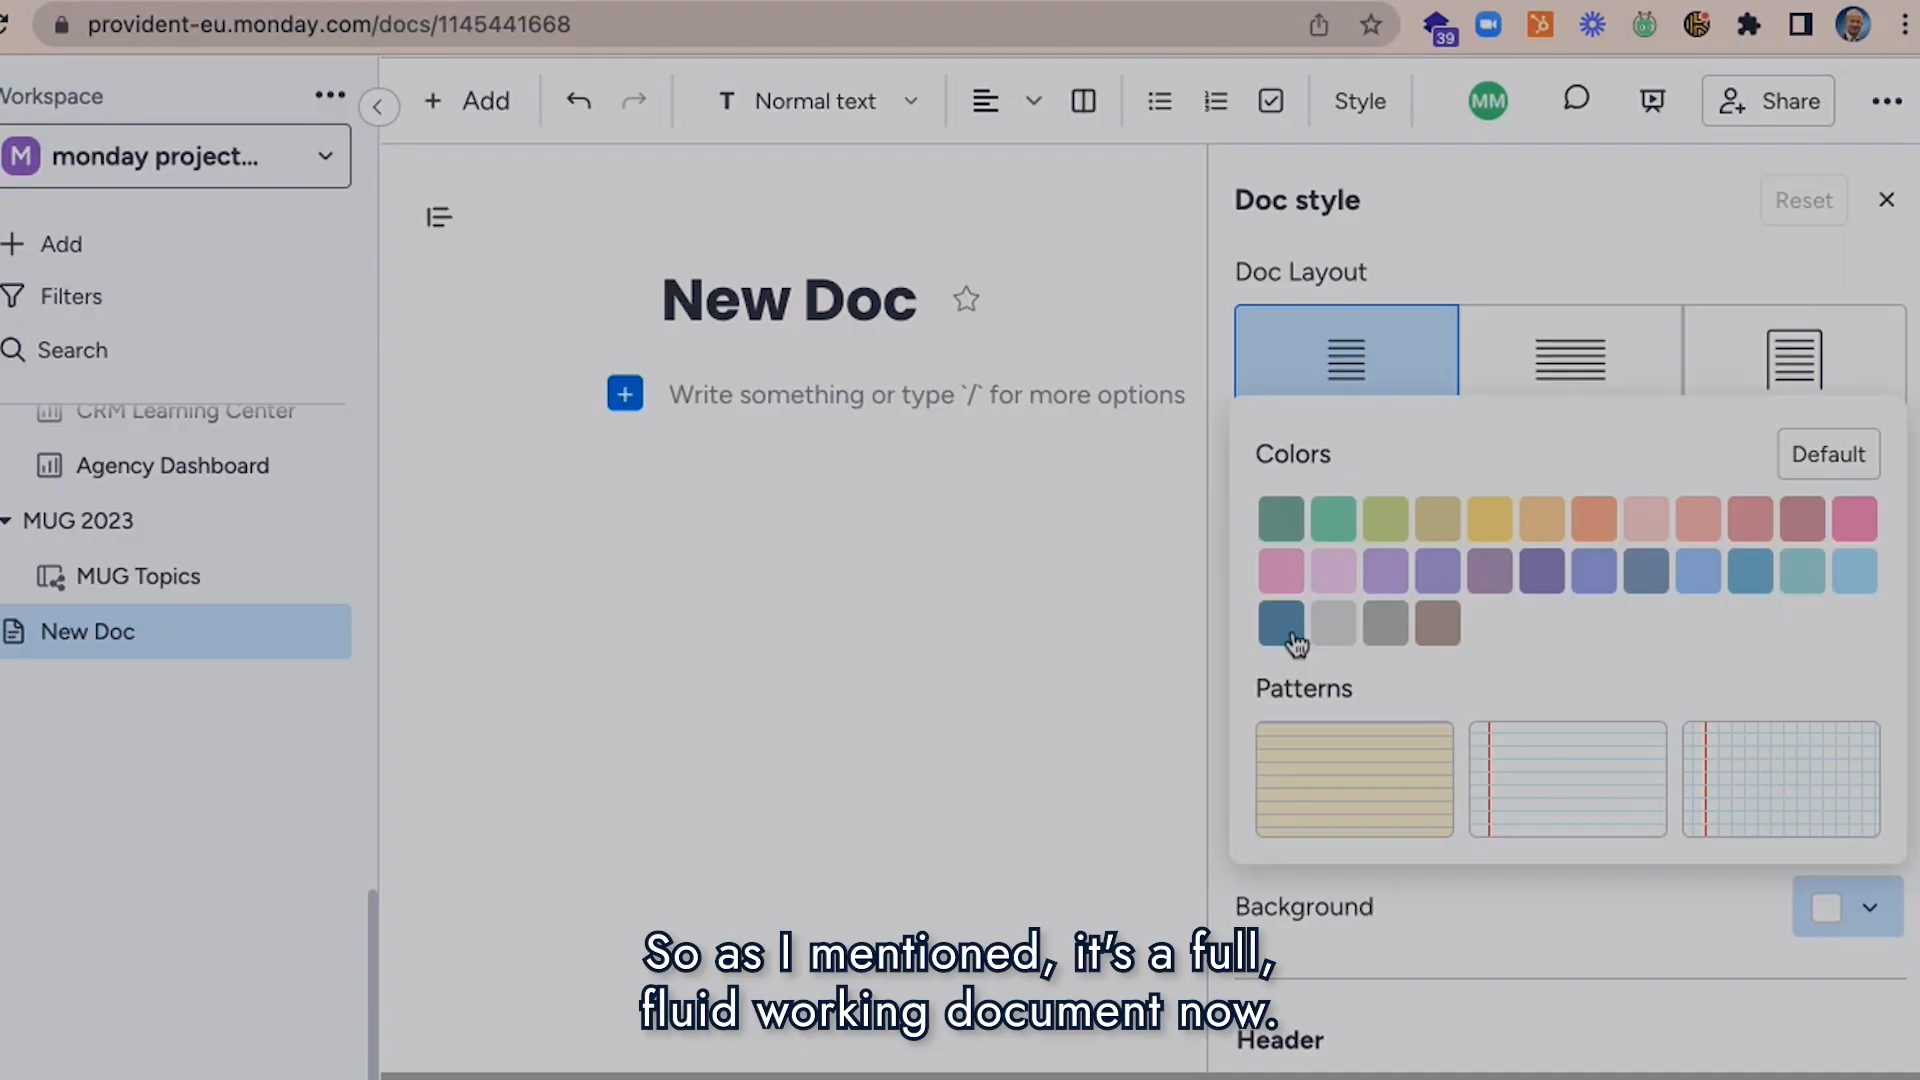 provident-eu.monday.com/docs/1145441668
39
Workspace
M monday project...
Add
Filters
Search
CRM Learning Center
Agency Dashboard
MUG 2023
MUG Topics
New Doc
+ Add
T Normal text
Style
MM
Share
New Doc
Write something or type `/` for more options
Doc style
Reset
Doc Layout
Colors
Default
Patterns
Background
Header
So as I mentioned, it's a full,
fluid working document now.